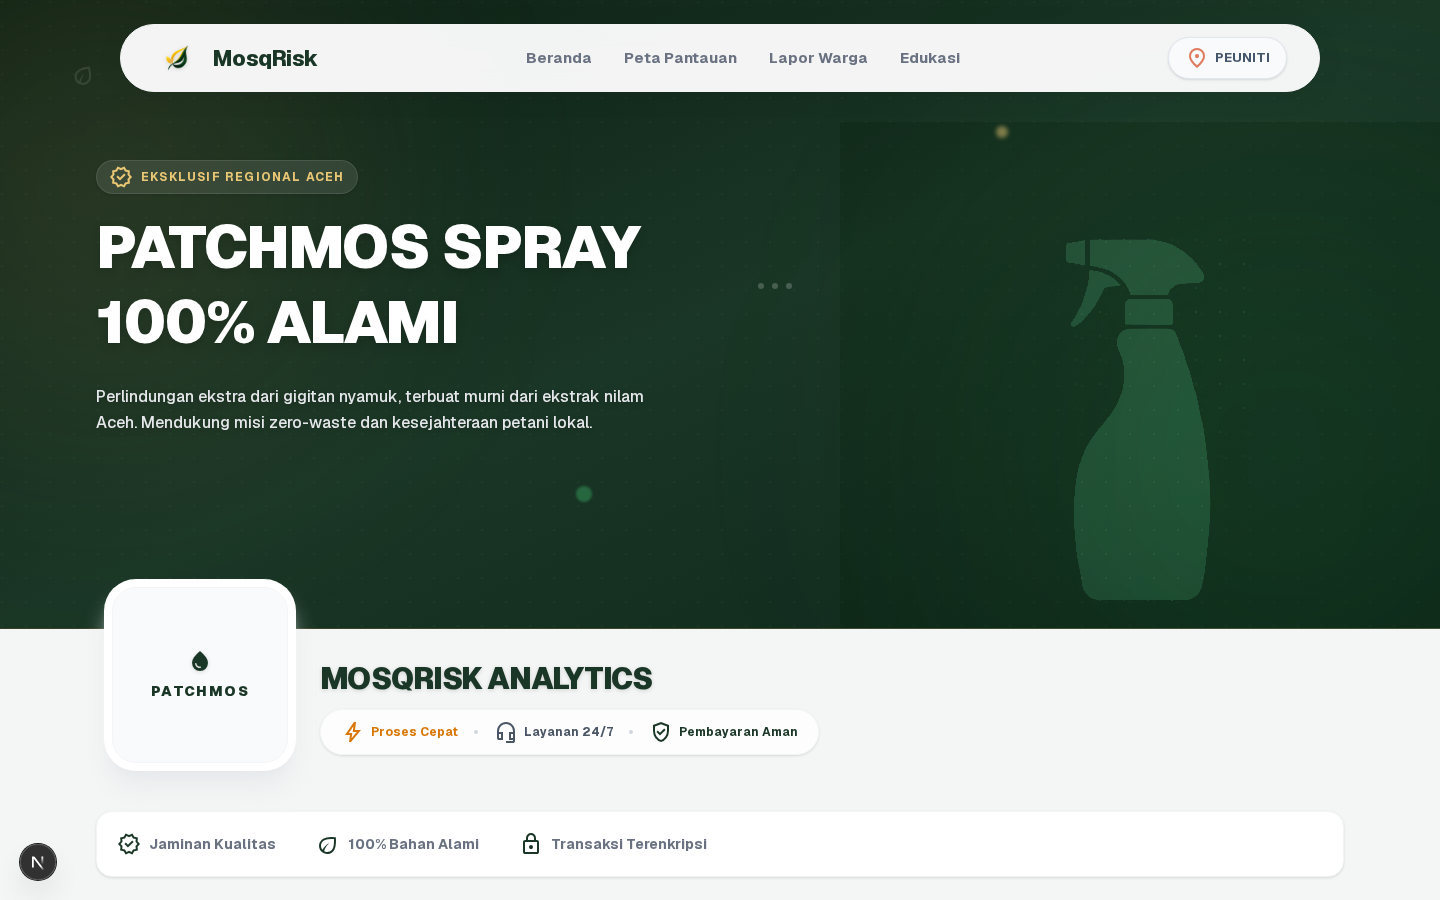 MosqRisk
Beranda
Peta Pantauan
Lapor Warga
Edukasi
PEUNITI
EKSKLUSIF REGIONAL ACEH
PATCHMOS SPRAY
100% ALAMI
Perlindungan ekstra dari gigitan nyamuk, terbuat murni dari ekstrak nilam
Aceh. Mendukung misi zero-waste dan kesejahteraan petani lokal.
PATCHMOS
MOSQRISK ANALYTICS
Proses Cepat
Layanan 24/7
Pembayaran Aman
Jaminan Kualitas
100% Bahan Alami
Transaksi Terenkripsi
N